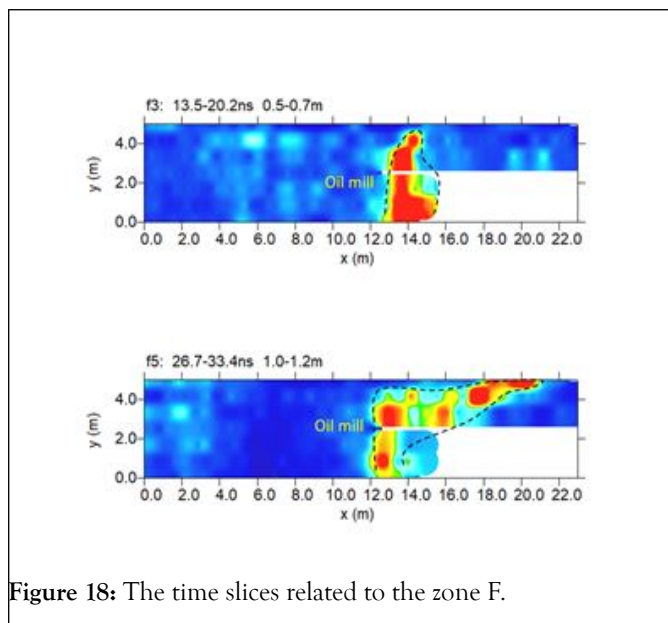 f3: 13.5-20.2ns 0.5-0.7m
4.0
y (m)
2.0
Oil mill
0.0
0.0 2.0 4.0 6.0 8.0 10.0 12.0 14.0 16.0 18.0 20.0 22.0
x (m)
f5: 26.7-33.4ns 1.0-1.2m
4.0
y (m)
2.0
Oil mill
0.0
0.0 2.0 4.0 6.0 8.0 10.0 12.0 14.0 16.0 18.0 20.0 22.0
x (m)
Figure 18: The time slices related to the zone F.